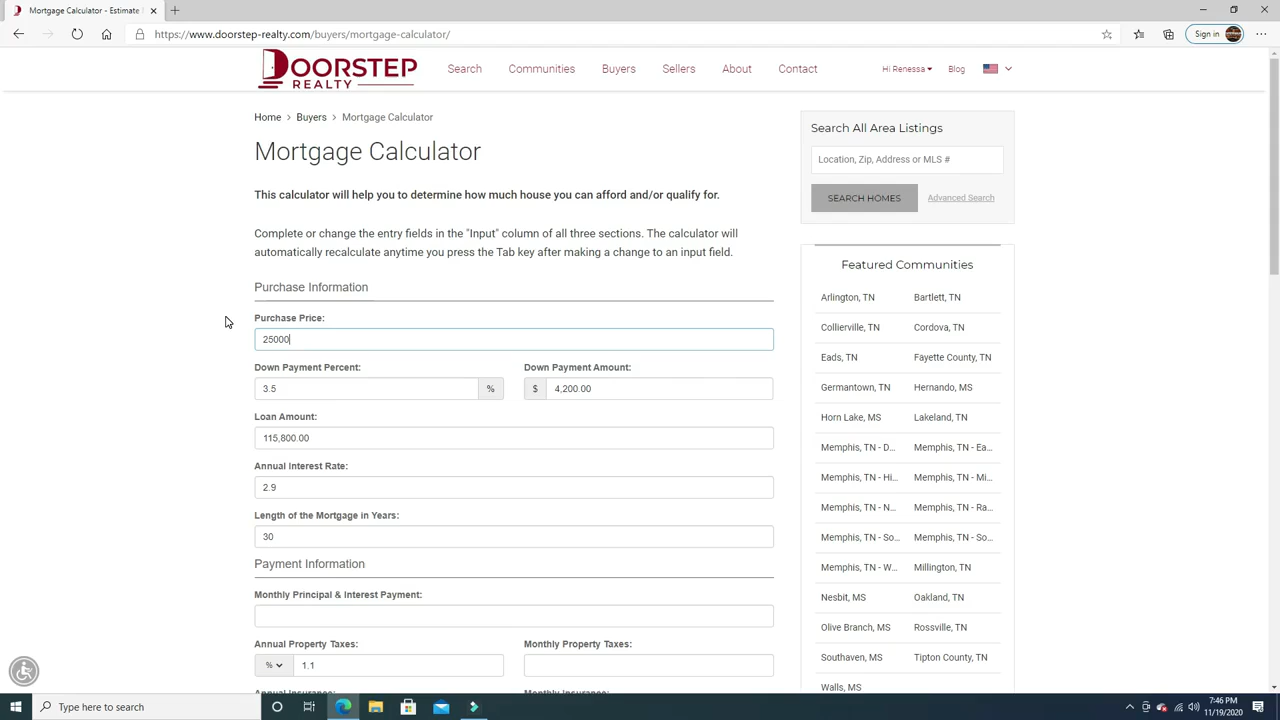 Mortgage Calculator - Estimate
https://www.doorstep-realty.com/buyers/mortgage-calculator/
Sign in
DOORSTEP
REALTY
Search
Communities
Buyers
Sellers
About
Contact
Hi Renessa
Blog
Home > Buyers > Mortgage Calculator
Mortgage Calculator
This calculator will help you to determine how much house you can afford and/or qualify for.
Complete or change the entry fields in the "Input" column of all three sections. The calculator will
automatically recalculate anytime you press the Tab key after making a change to an input field.
Purchase Information
Purchase Price:
25000
Down Payment Percent: Down Payment Amount:
3.5 % $ 4,200.00
Loan Amount:
115,800.00
Annual Interest Rate:
2.9
Length of the Mortgage in Years:
30
Payment Information
Monthly Principal & Interest Payment:
Annual Property Taxes: Monthly Property Taxes:
% 1.1
Annual Insurance: Monthly Insurance:
Search All Area Listings
Location, Zip, Address or MLS #
SEARCH HOMES Advanced Search
Featured Communities
Arlington, TN Bartlett, TN
Collierville, TN Cordova, TN
Eads, TN Fayette County, TN
Germantown, TN Hernando, MS
Horn Lake, MS Lakeland, TN
Memphis, TN - D... Memphis, TN - Ea...
Memphis, TN - Hi... Memphis, TN - Mi...
Memphis, TN - N... Memphis, TN - Ra...
Memphis, TN - So... Memphis, TN - So...
Memphis, TN - W... Millington, TN
Nesbit, MS Oakland, TN
Olive Branch, MS Rossville, TN
Southaven, MS Tipton County, TN
Walls, MS
Type here to search
7:46 PM
11/19/2020